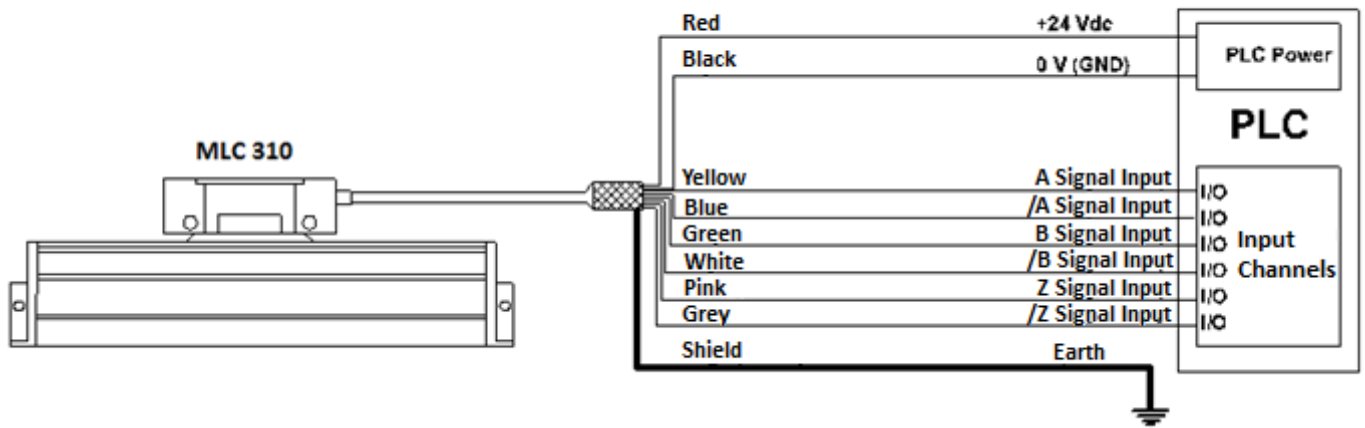 Red +24 Vdc
Black 0 V (GND)
PLC Power
PLC
MLC 310
Yellow A Signal Input I/O
Blue /A Signal Input I/O
Green B Signal Input I/O Input
White /B Signal Input I/O Channels
Pink Z Signal Input I/O
Grey /Z Signal Input I/O
Shield Earth